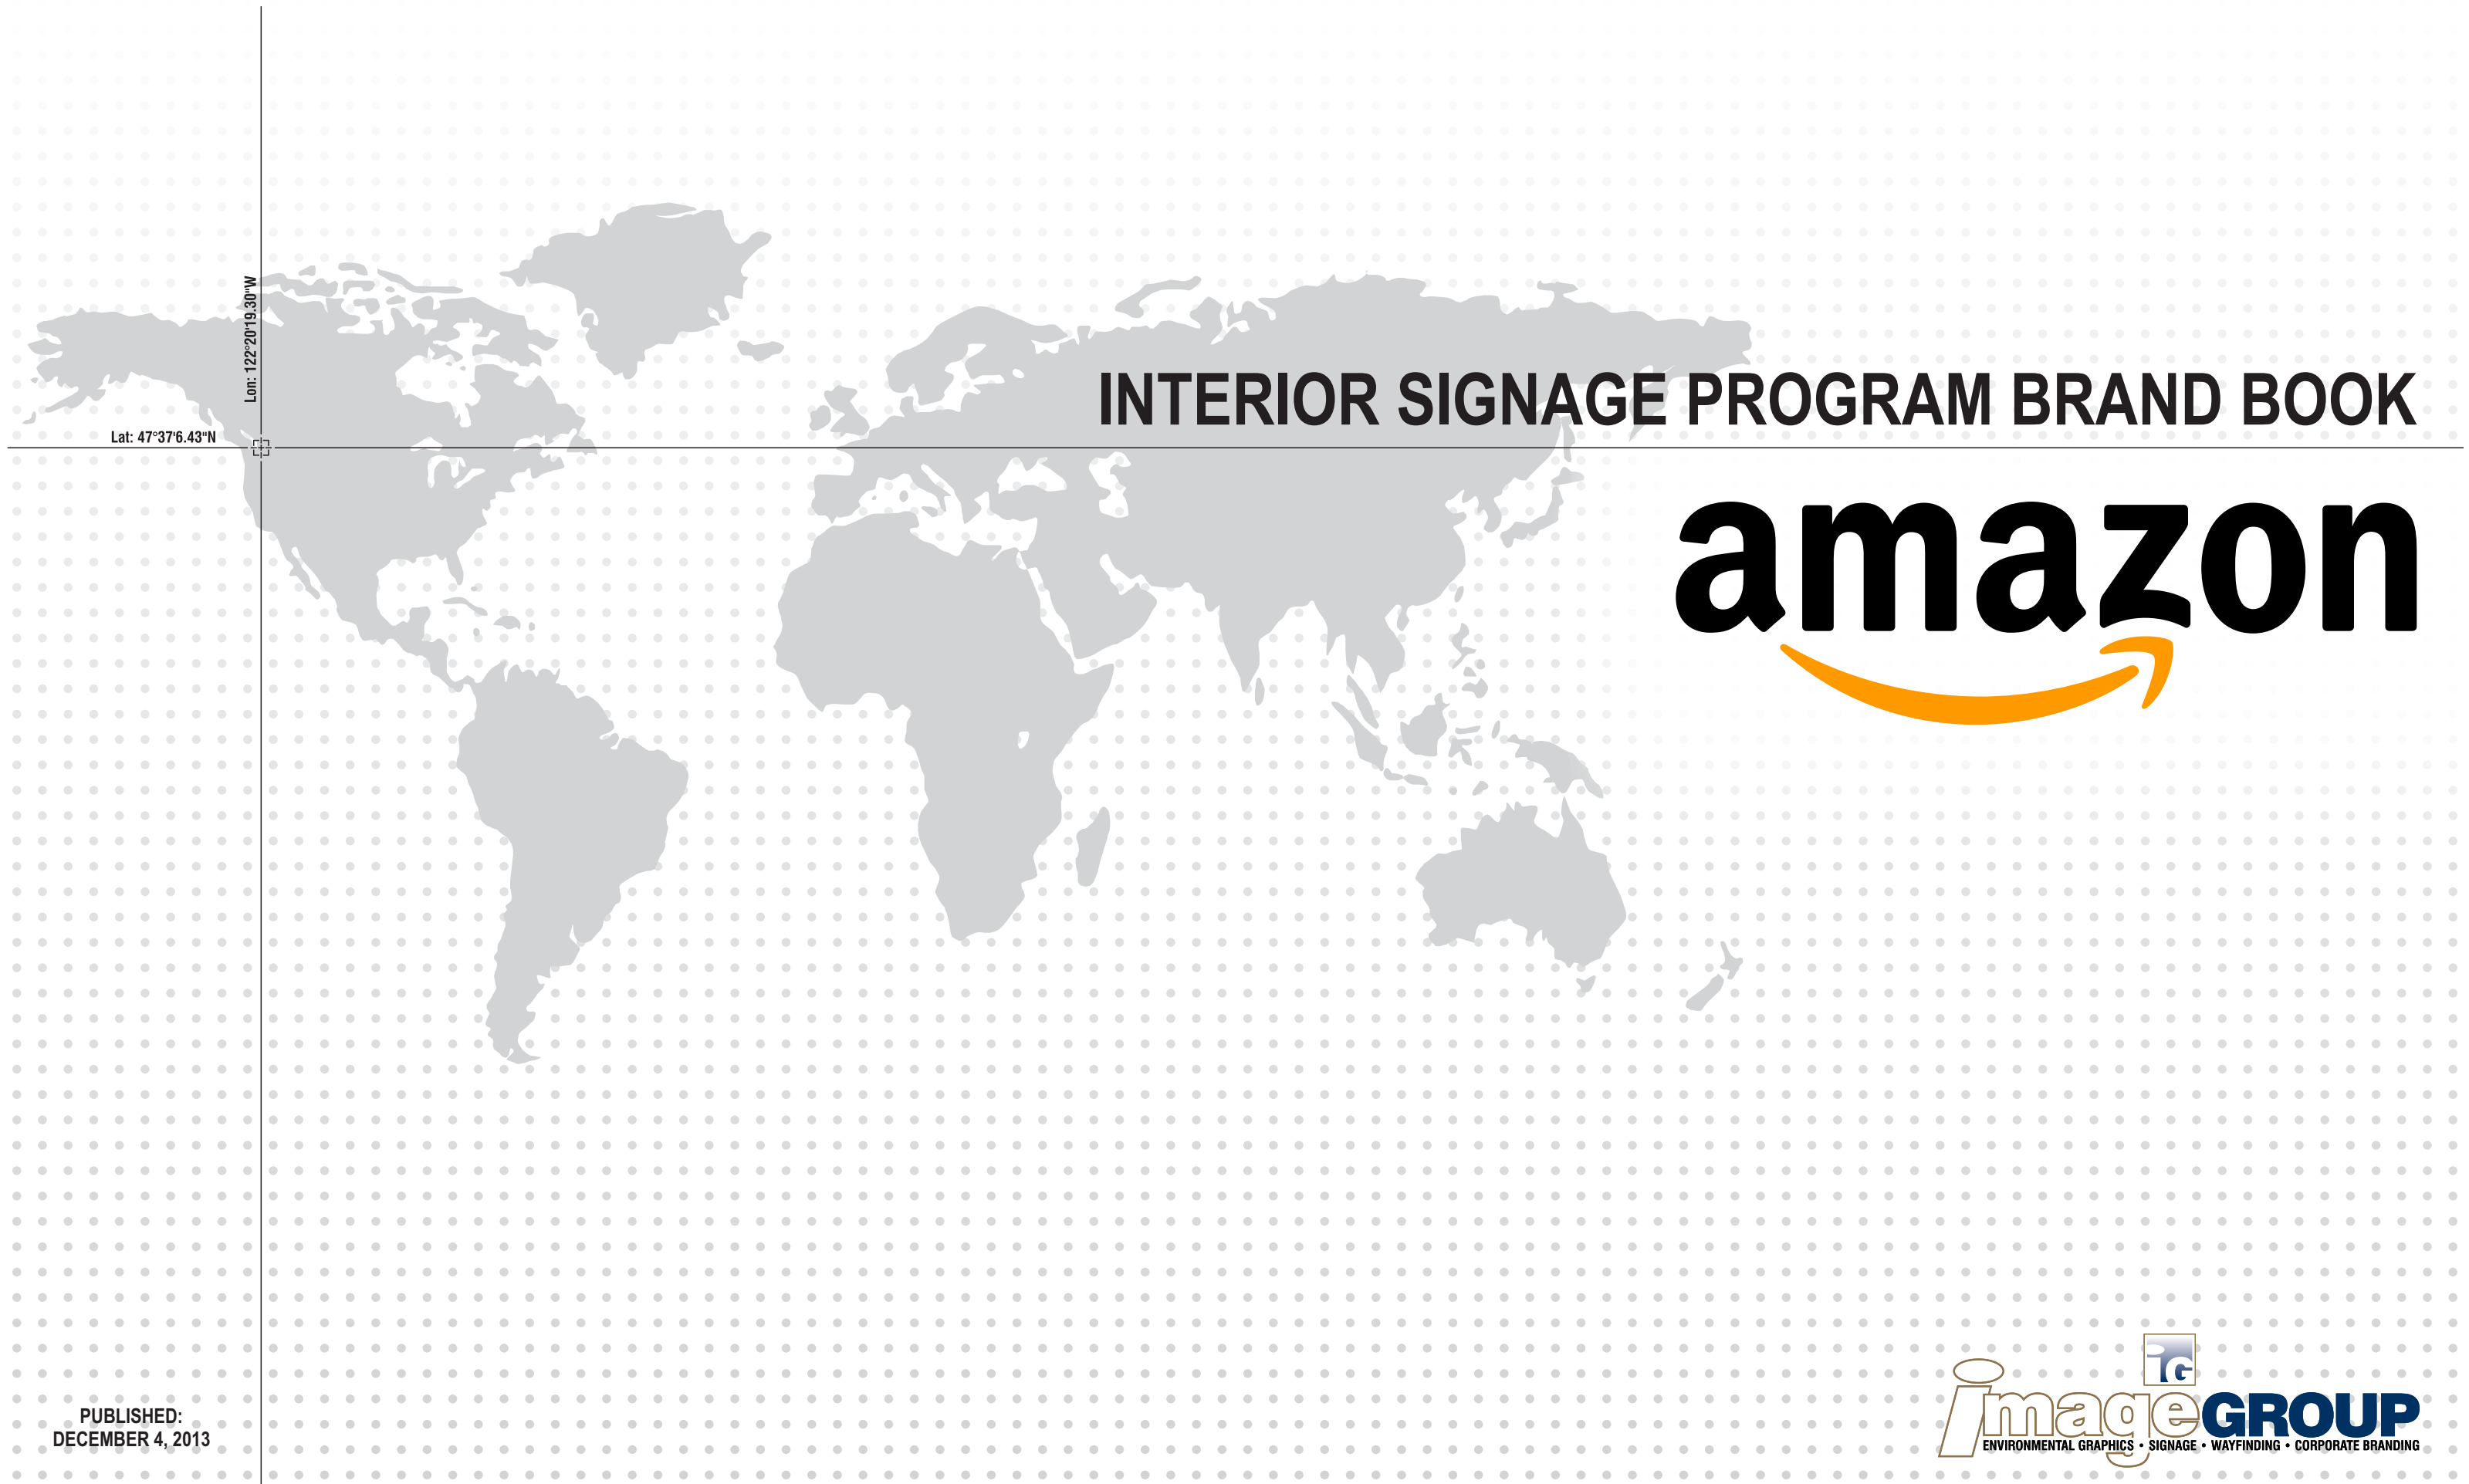 Lon: 122°20'19.30"W
Lat: 47°37'6.43"N
INTERIOR SIGNAGE PROGRAM BRAND BOOK
amazon
PUBLISHED:
DECEMBER 4, 2013
iG
imageGROUP
ENVIRONMENTAL GRAPHICS • SIGNAGE • WAYFINDING • CORPORATE BRANDING